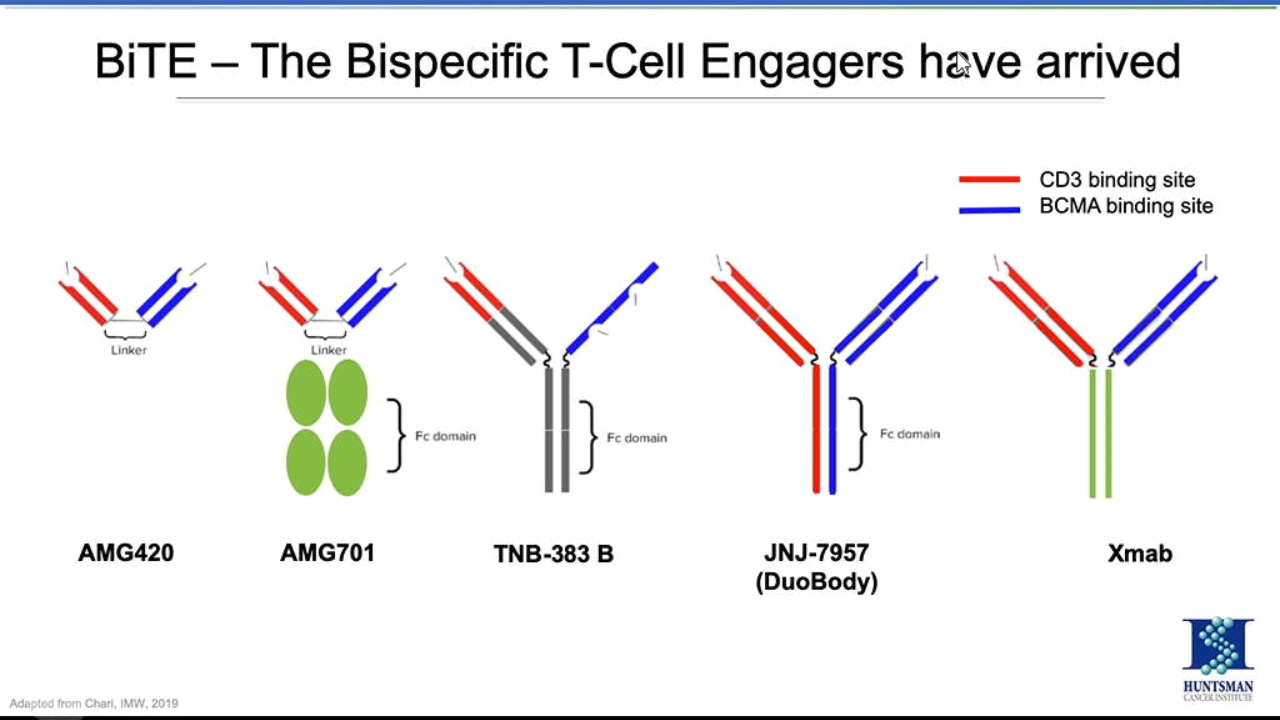 BiTE – The Bispecific T-Cell Engagers have arrived
CD3 binding site
BCMA binding site
Linker
Linker
Fc domain
Fc domain
Fc domain
AMG420
AMG701
TNB-383 B
JNJ-7957
(DuoBody)
Xmab
HUNTSMAN
CANCER INSTITUTE
Adapted from Chari, IMW, 2019